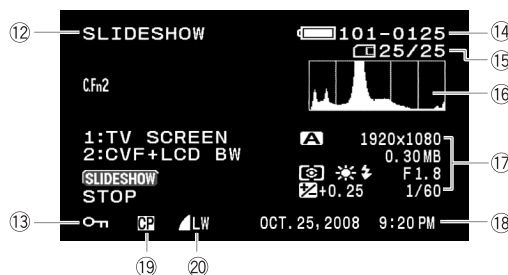 ⑫ SLIDESHOW 101-0125 ⑭
25/25 ⑮
C.Fn2 ⑯
1:TV SCREEN A 1920x1080
2:CVF+LCD BW 0.30MB ⑰
SLIDESHOW F1.8
STOP +0.25 1/60
⑬ CP LW OCT.25,2008 9:20 PM ⑱
⑲ ⑳